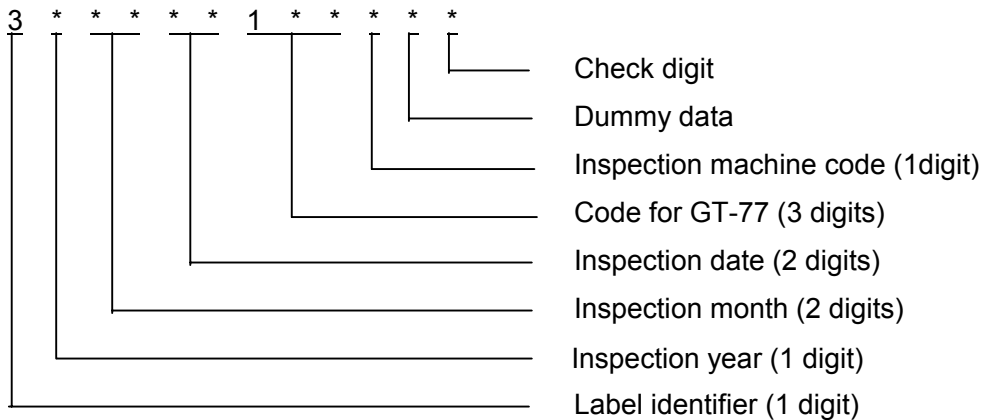 3 * * * * * 1 * * * * *
Check digit
Dummy data
Inspection machine code (1digit)
Code for GT-77 (3 digits)
Inspection date (2 digits)
Inspection month (2 digits)
Inspection year (1 digit)
Label identifier (1 digit)